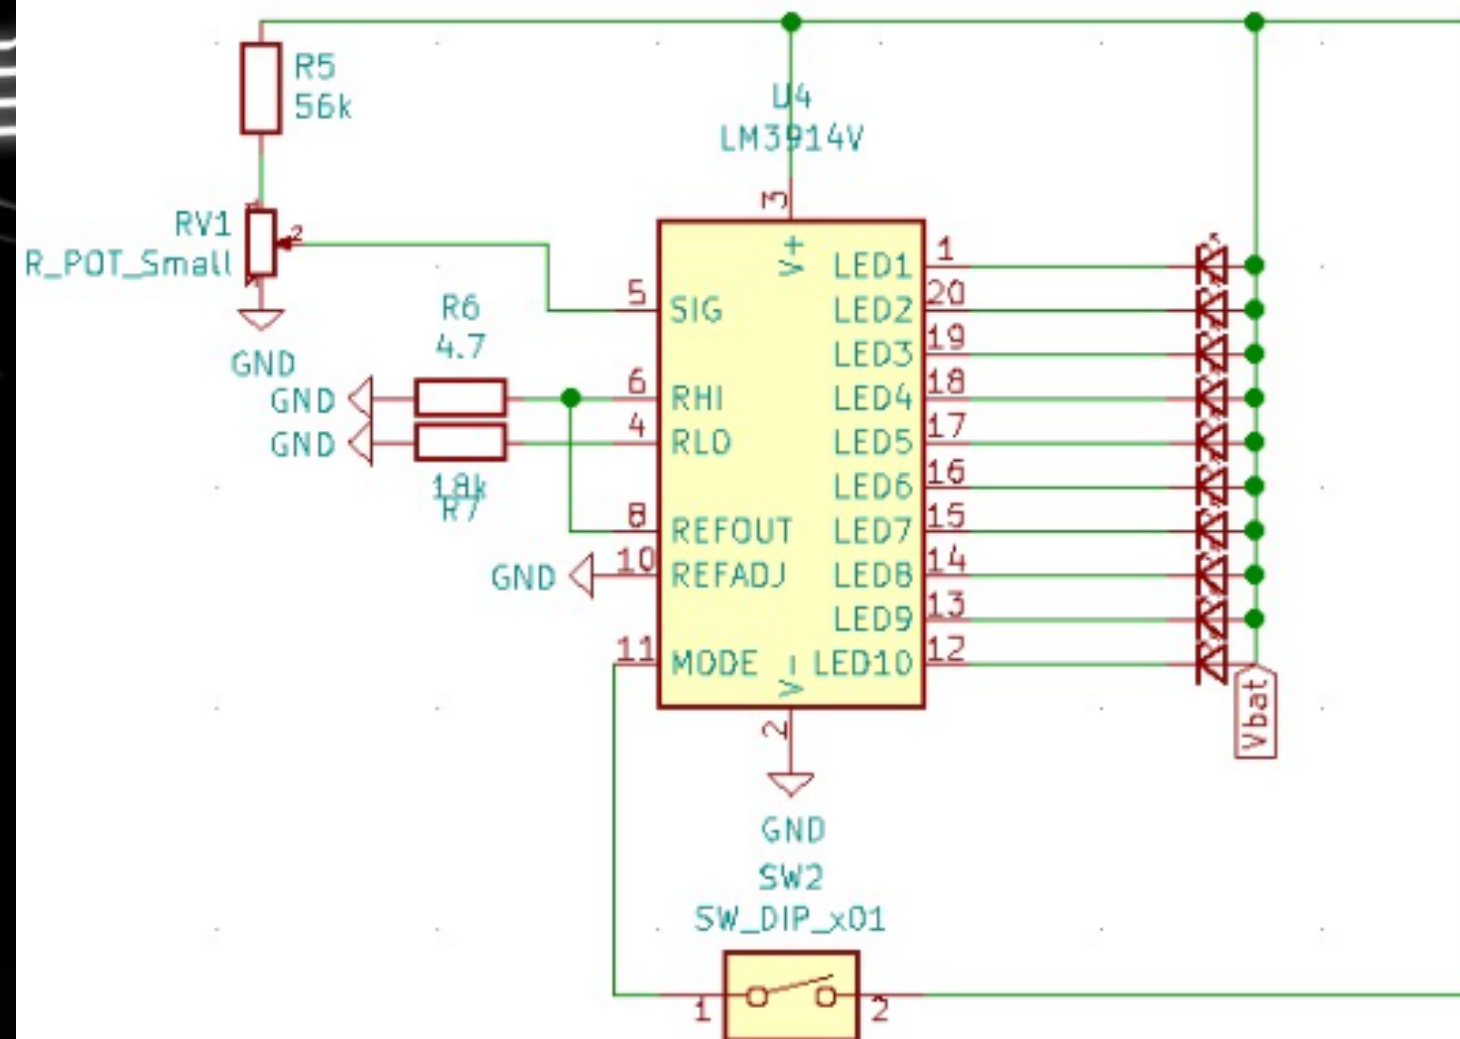 R5
56k
U4
LM3914V
3
RV1
R_POT_Small
2
GND
V+
LED1
1
5
SIG
LED2
20
R6
4.7
LED3
19
GND
6
RHI
LED4
18
GND
4
RLO
LED5
17
18k
R7
LED6
16
8
REFOUT
LED7
15
GND
10
REFADJ
LED8
14
LED9
13
11
MODE
V-
LED10
12
Vbat
2
GND
SW2
SW_DIP_x01
1
2